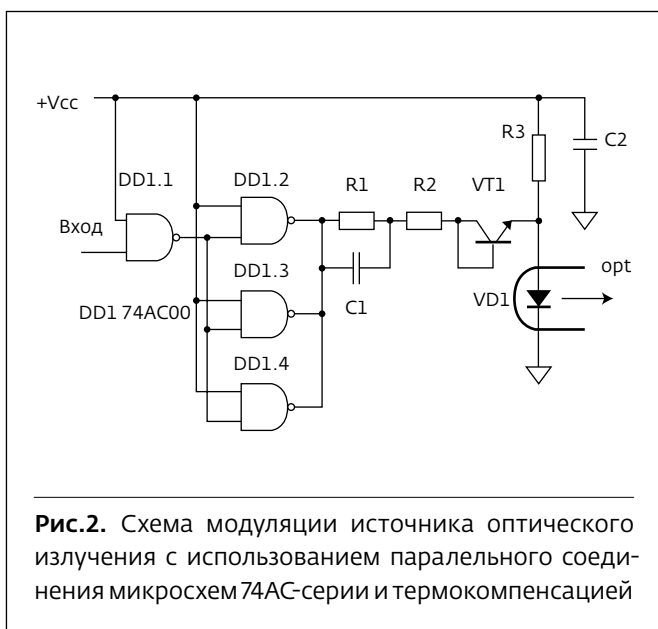 +Vcc
R3
C2
DD1.1
DD1.2
R1
R2
VT1
Вход
DD1.3
opt
C1
VD1
DD1 74AC00
DD1.4
Рис.2. Схема модуляции источника оптического
излучения с использованием паралельного соеди-
нения микросхем 74AC-серии и термокомпенсацией